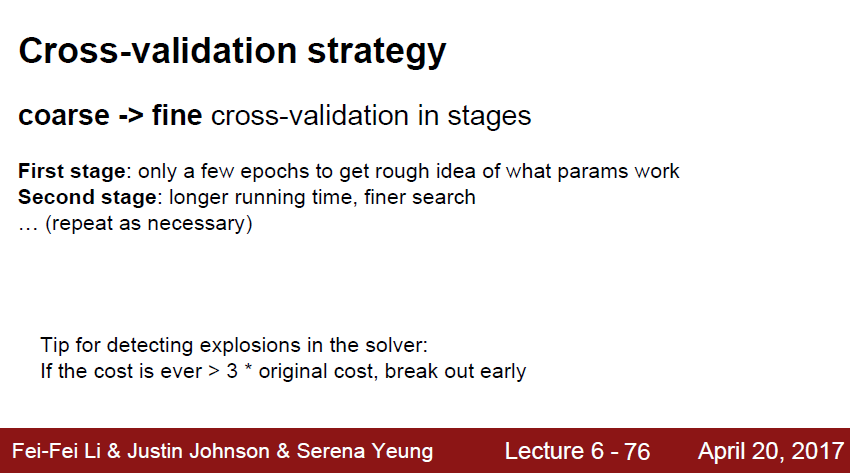 Cross-validation strategy
coarse -> fine cross-validation in stages
First stage: only a few epochs to get rough idea of what params work
Second stage: longer running time, finer search
… (repeat as necessary)
Tip for detecting explosions in the solver:
If the cost is ever > 3 * original cost, break out early
Fei-Fei Li & Justin Johnson & Serena Yeung Lecture 6 - 76 April 20, 2017